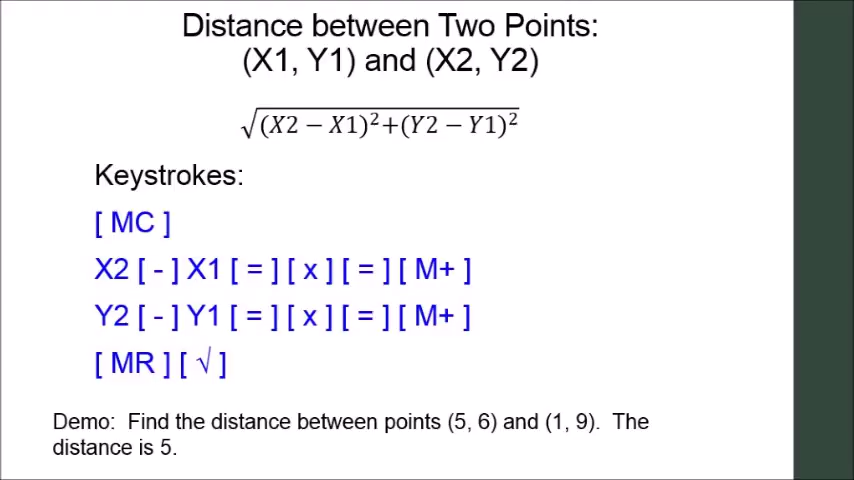 Distance between Two Points:
(X1, Y1) and (X2, Y2)
√(X2 − X1)²+(Y2 − Y1)²
Keystrokes:
[ MC ]
X2 [ - ] X1 [ = ] [ x ] [ = ] [ M+ ]
Y2 [ - ] Y1 [ = ] [ x ] [ = ] [ M+ ]
[ MR ] [ √ ]
Demo:  Find the distance between points (5, 6) and (1, 9).  The
distance is 5.